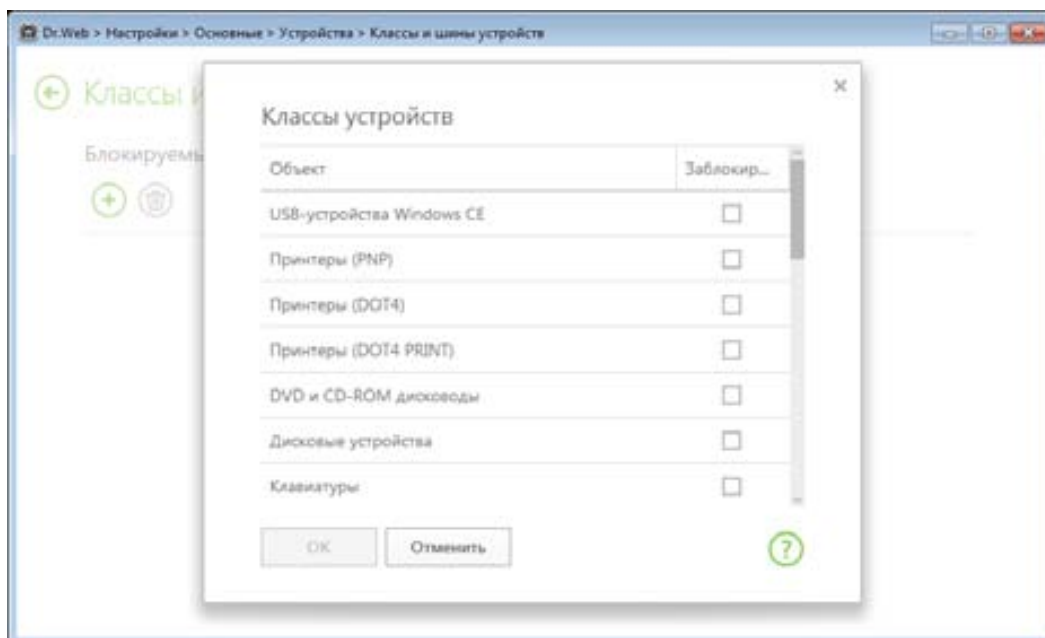 Dr.Web > Настройки > Основные > Устройства > Классы и шины устройств
Классы и
Блокируемы
Классы устройств
Объект Заблокир...
USB-устройства Windows CE
Принтеры (PNP)
Принтеры (DOT4)
Принтеры (DOT4 PRINT)
DVD и CD-ROM дисководы
Дисковые устройства
Клавиатуры
OK Отменить
?